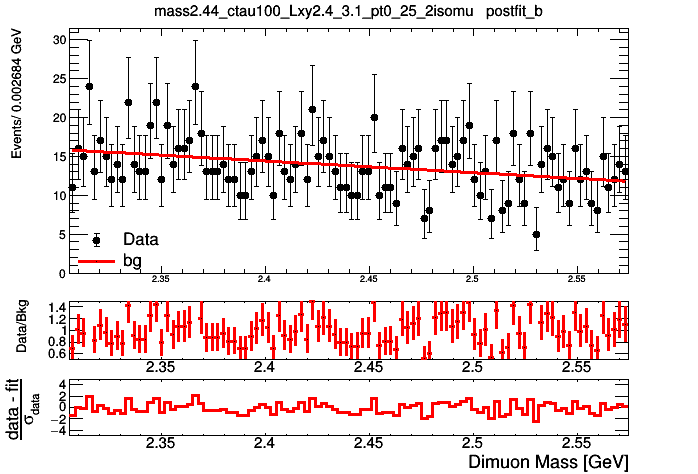 mass2.44_ctau100_Lxy2.4_3.1_pt0_25_2isomu postfit_b
Events/ 0.002684 GeV
30
25
20
15
10
5
0
Data
bg
2.35 2.4 2.45 2.5 2.55
Data/Bkg
1.4
1.2
1
0.8
0.6
2.35 2.4 2.45 2.5 2.55
data - fit
σdata
4
2
0
−2
−4
2.35 2.4 2.45 2.5 2.55
Dimuon Mass [GeV]